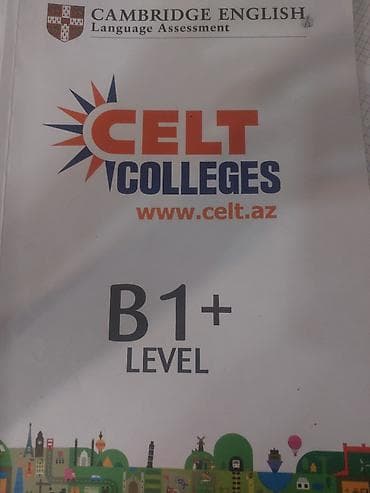 CAMBRIDGE ENGLISH
Language Assessment
CELT
COLLEGES
www.celt.az
B1+
LEVEL